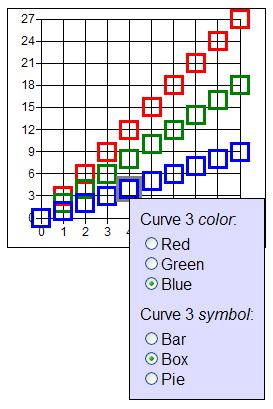 27
24
21
18
15
12
9
6
3
0
0 1 2 3 4
Curve 3 color:
Red
Green
Blue
Curve 3 symbol:
Bar
Box
Pie